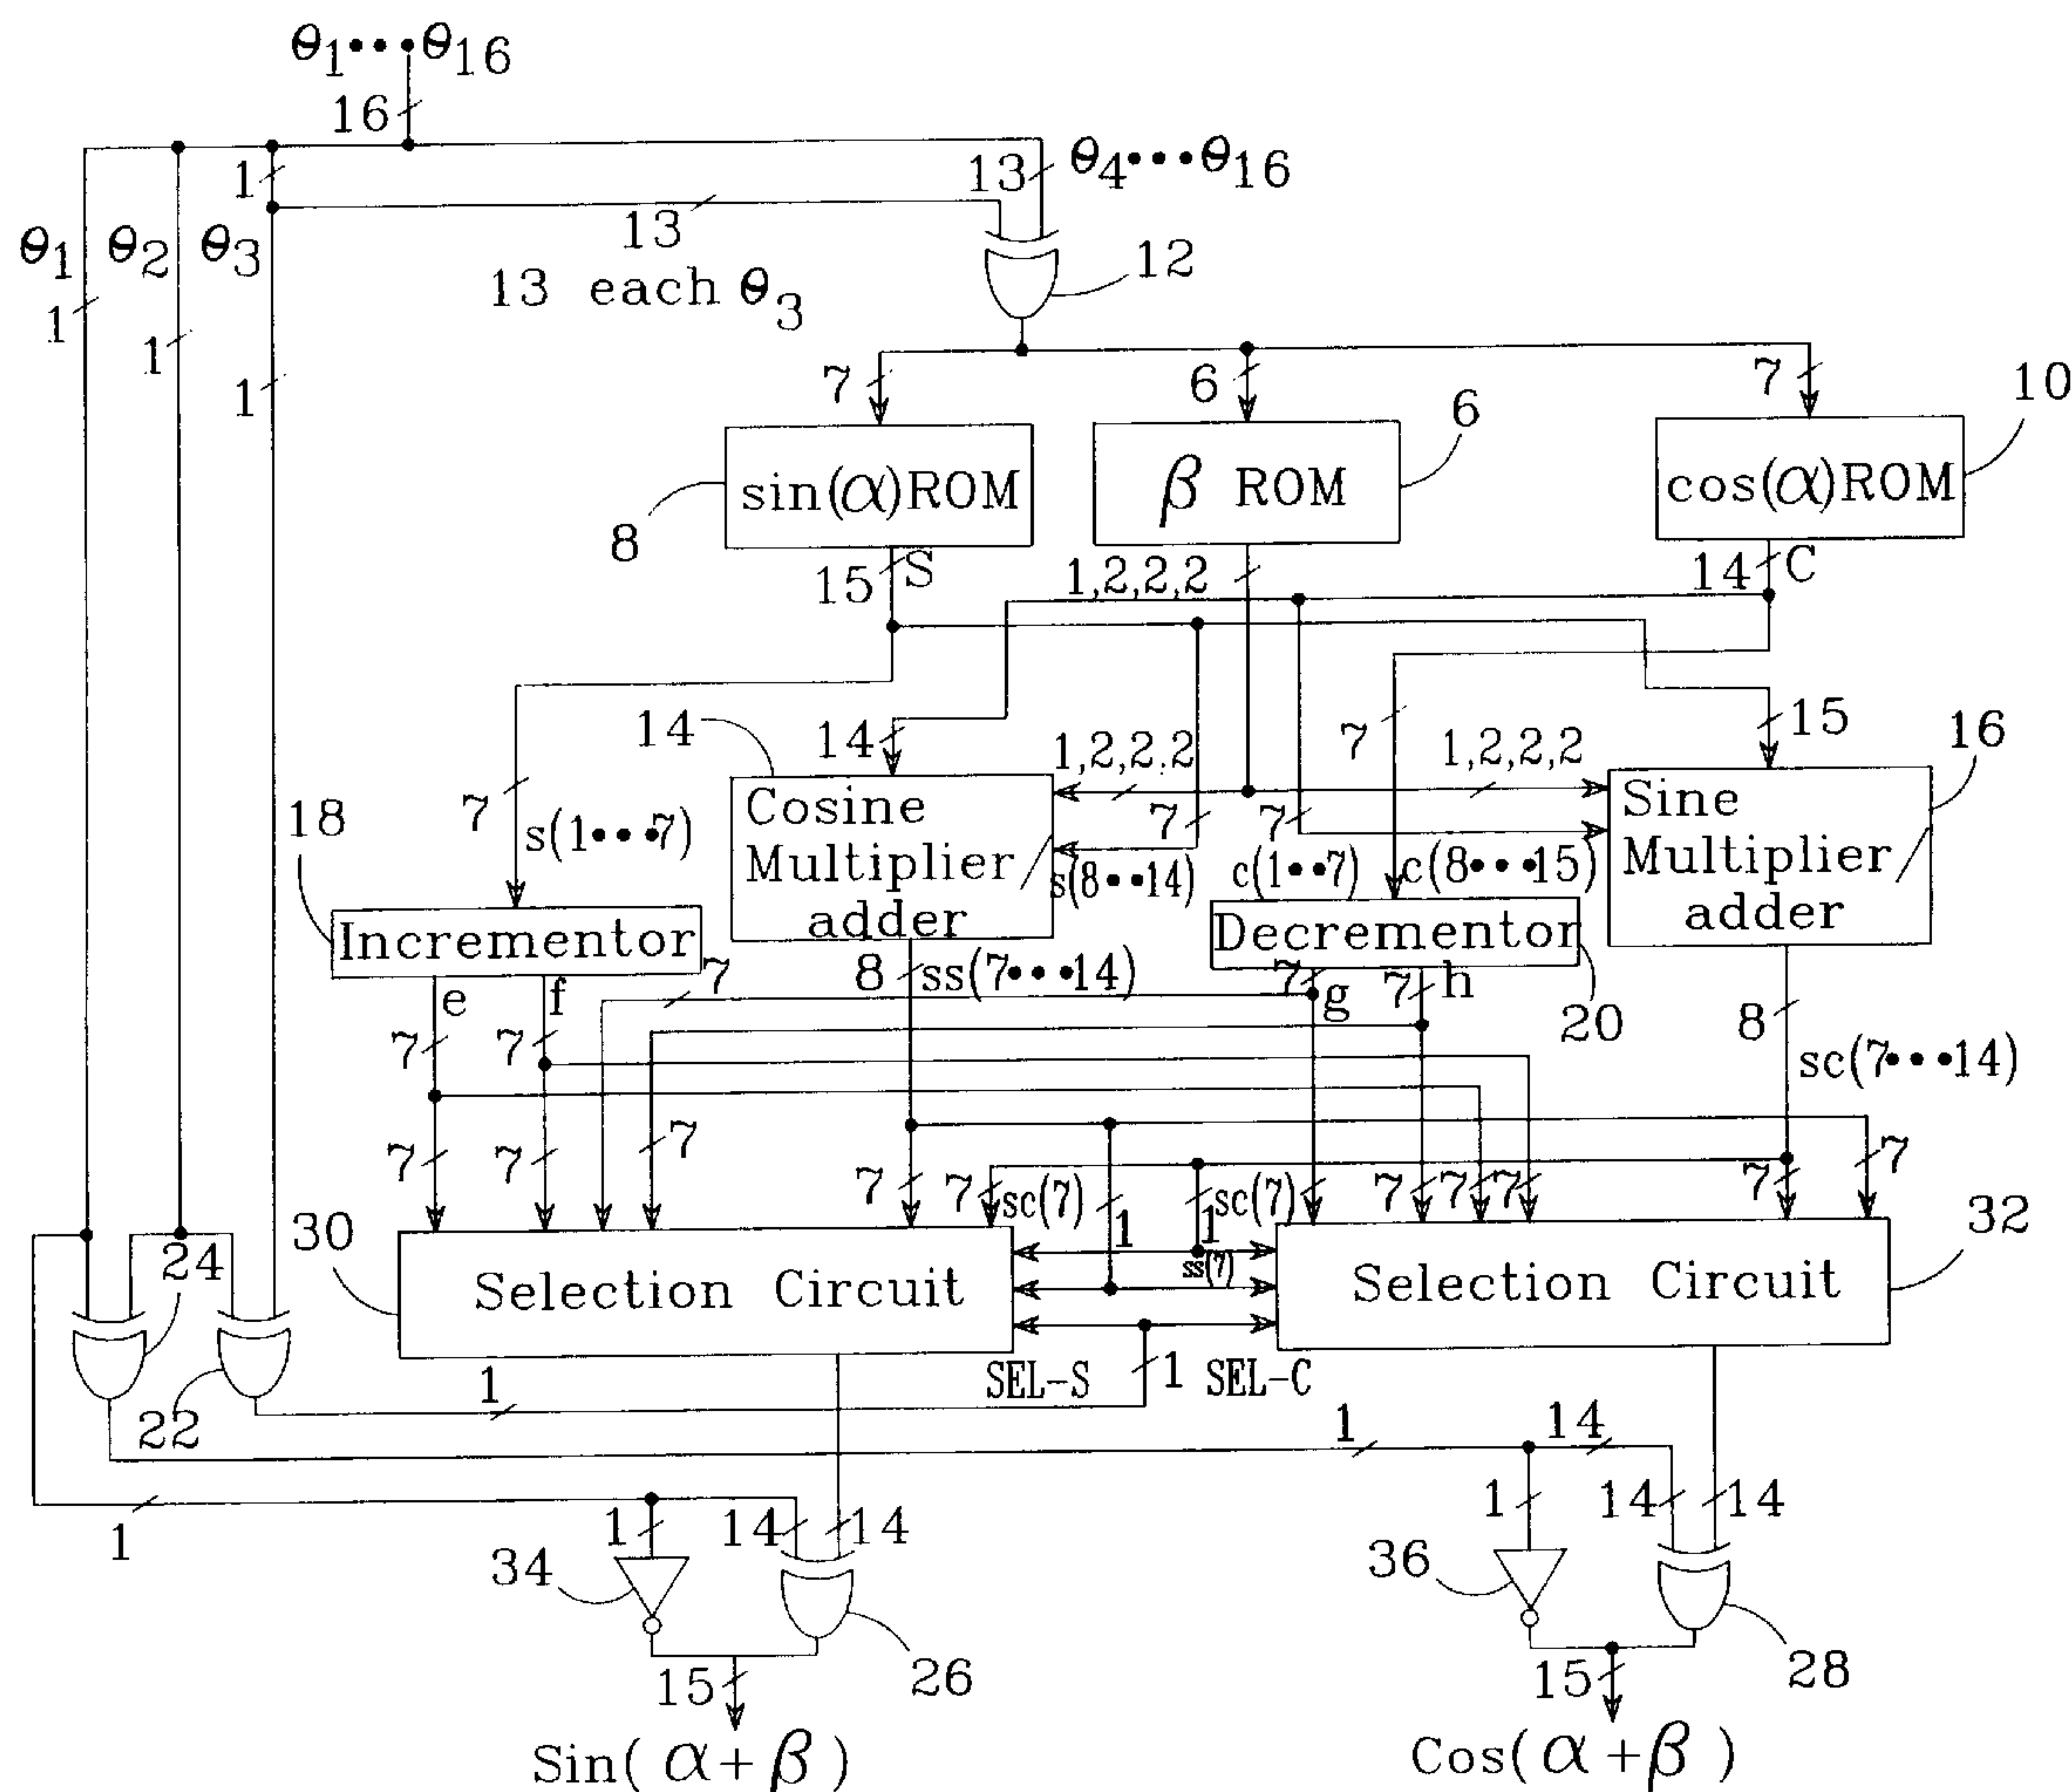 θ1•••θ16
16
1
13
θ4•••θ16
13
13 each θ3
θ1
θ2
θ3
1
1
1
12
7
6
7
10
sin(α)ROM
β ROM
cos(α)ROM
8
6
15
S
1,2,2,2
14
C
14
14
1,2,2.2
7
7
7
1,2,2,2
15
16
18
7
s(1•••7)
Cosine
Multiplier/
adder
s(8••14)
c(1••7)
c(8•••15)
Sine
Multiplier/
adder
Incrementor
Decrementor
e
f
7
8
ss(7•••14)
7
g
7
h
20
7
7
8
sc(7•••14)
7
7
7
7
7
sc(7)
1
1
sc(7)
7
7
7
7
7
30
24
32
Selection Circuit
ss(7)
Selection Circuit
22
1
SEL-S
1
SEL-C
1
14
1
1
14
14
1
14
14
34
36
26
28
15
15
Sin( α+β )
Cos( α+β )